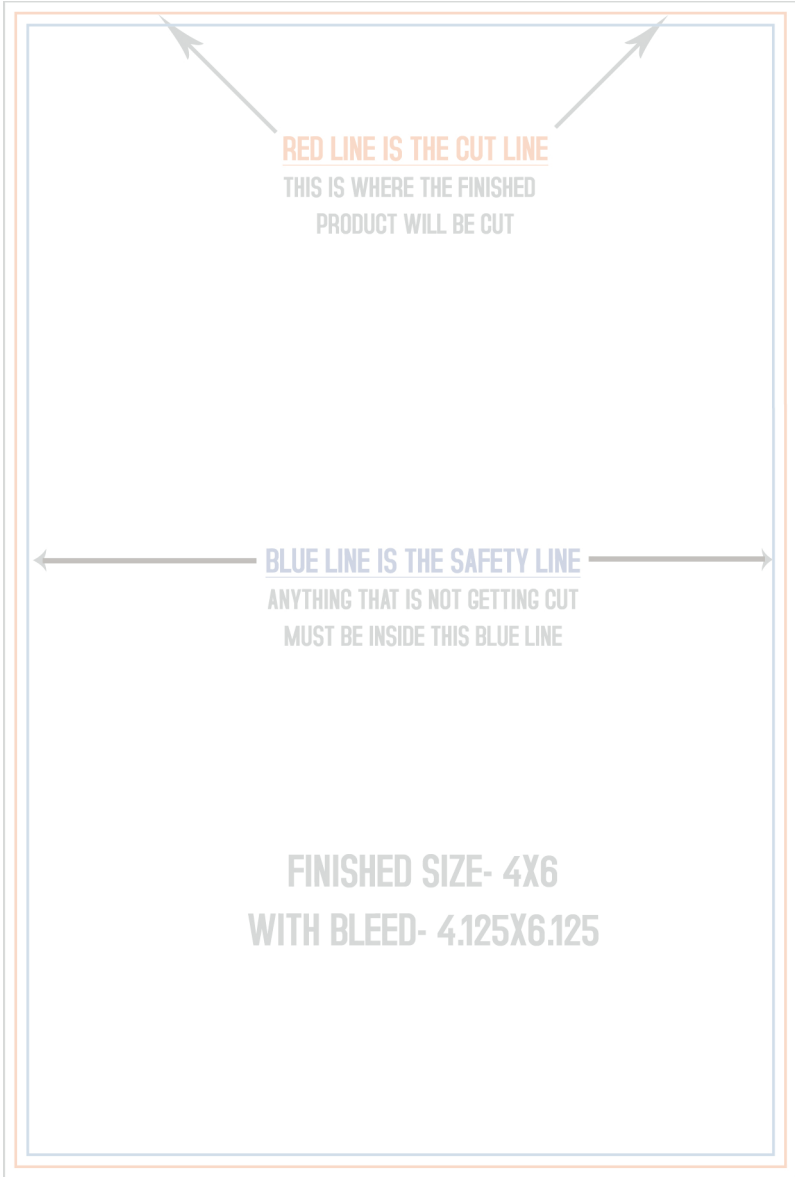 RED LINE IS THE CUT LINE
THIS IS WHERE THE FINISHED
PRODUCT WILL BE CUT
BLUE LINE IS THE SAFETY LINE
ANYTHING THAT IS NOT GETTING CUT
MUST BE INSIDE THIS BLUE LINE
FINISHED SIZE- 4X6
WITH BLEED- 4.125X6.125